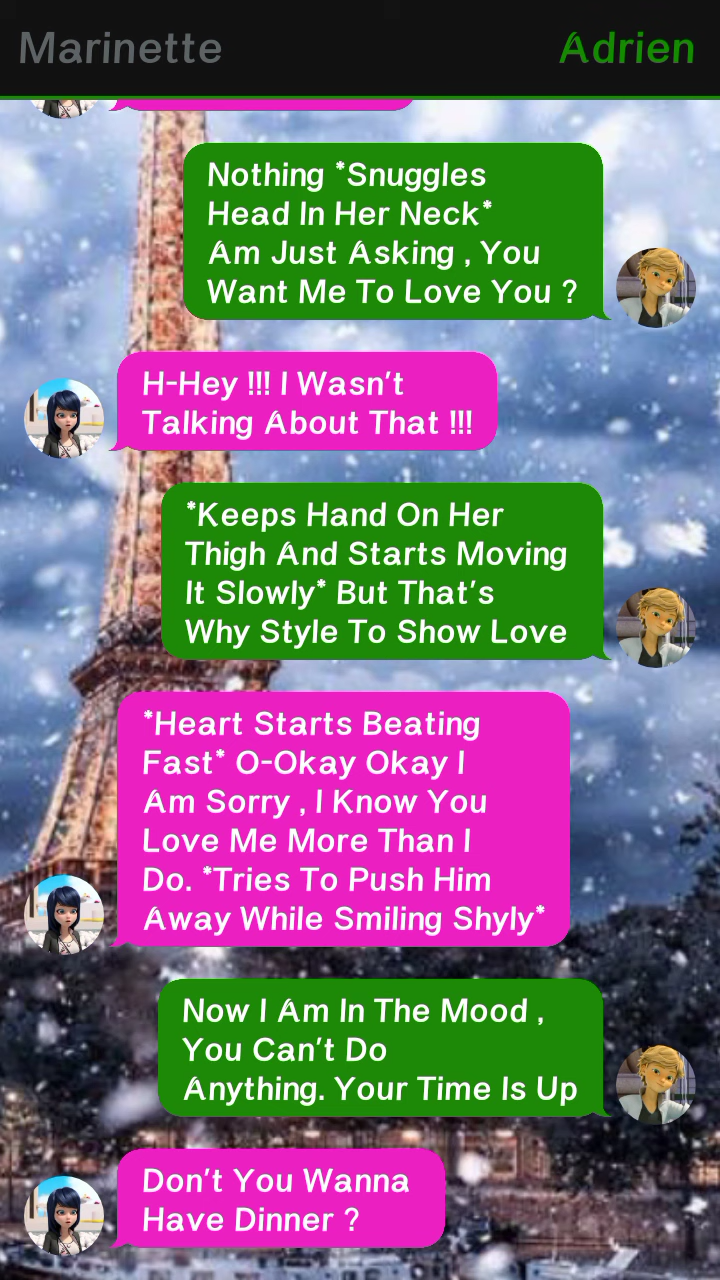 Marinette
Adrien
Nothing *Snuggles
Head In Her Neck*
Am Just Asking , You
Want Me To Love You ?
H-Hey !!! I Wasn't
Talking About That !!!
*Keeps Hand On Her
Thigh And Starts Moving
It Slowly* But That's
Why Style To Show Love
*Heart Starts Beating
Fast* O-Okay Okay I
Am Sorry , I Know You
Love Me More Than I
Do. *Tries To Push Him
Away While Smiling Shyly*
Now I Am In The Mood ,
You Can't Do
Anything. Your Time Is Up
Don't You Wanna
Have Dinner ?